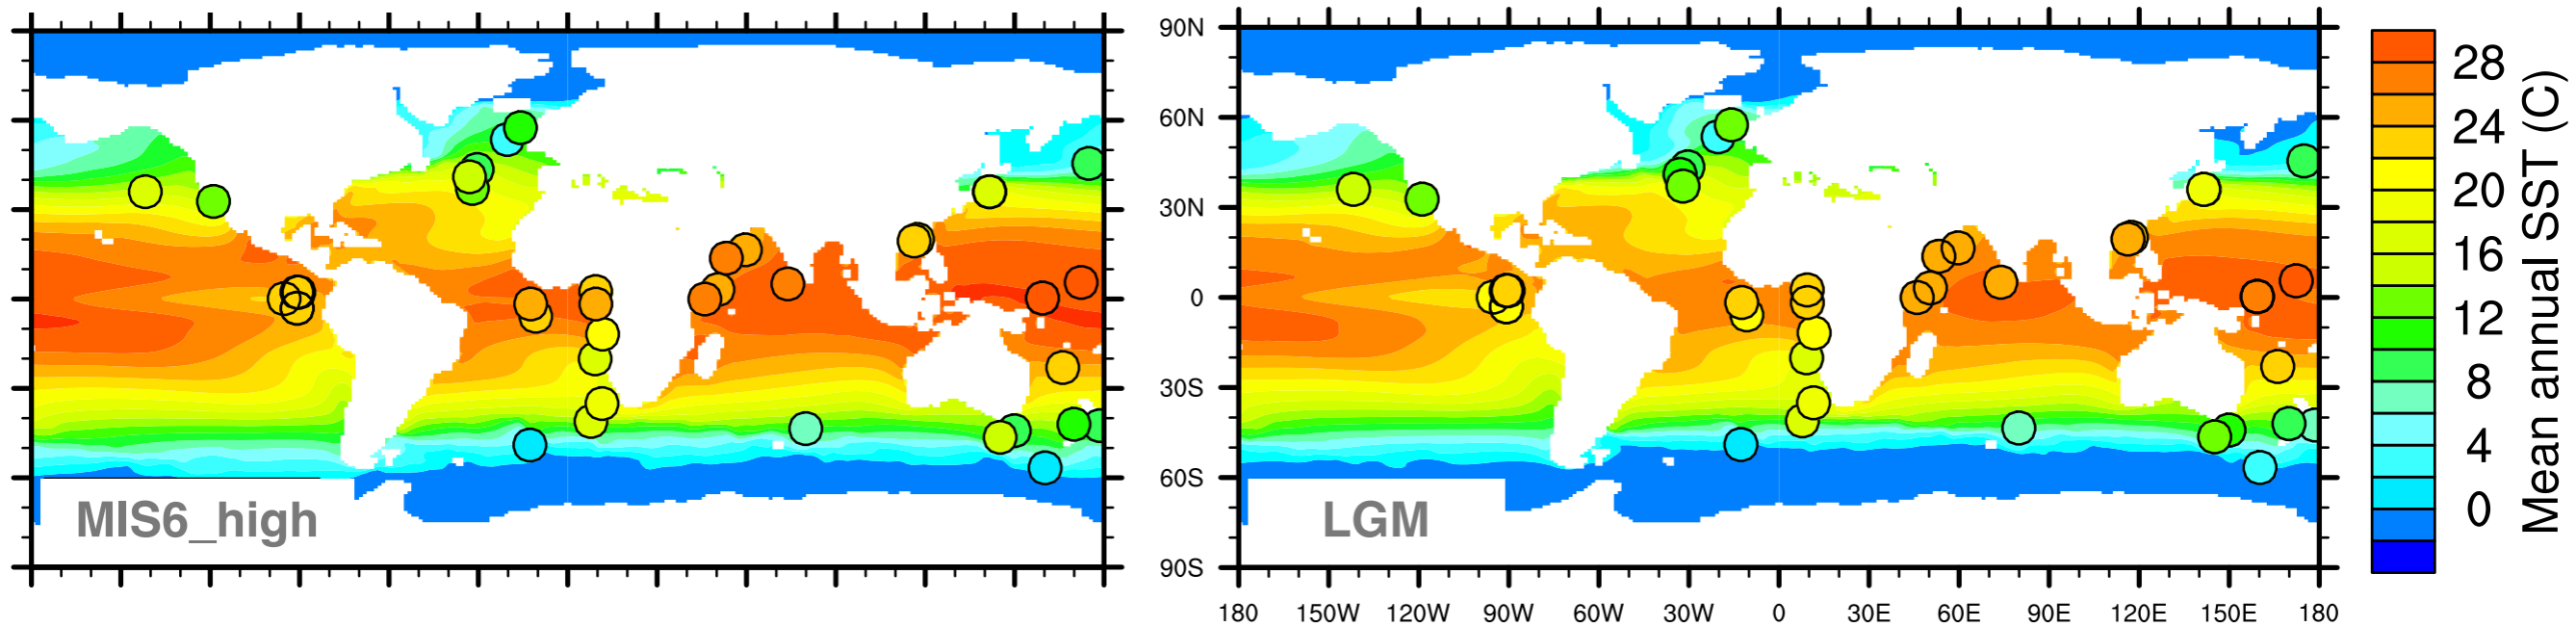 MIS6_high
90N
60N
30N
0
30S
60S
90S
LGM
180 150W 120W 90W 60W 30W 0 30E 60E 90E 120E 150E 180
28
24
20
16
12
8
4
0
Mean annual SST (C)